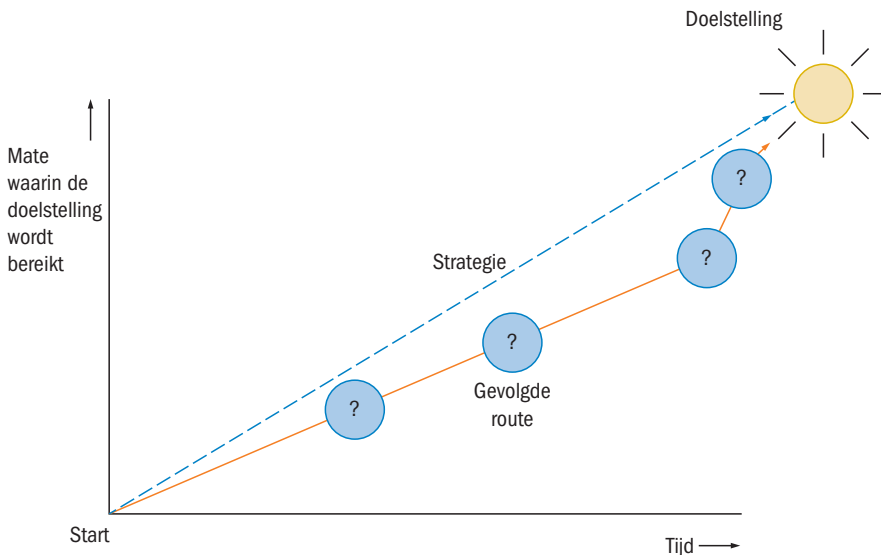 Doelstelling
Mate
waarin de
doelstelling
wordt
bereikt
?
?
Strategie
?
Gevolgde
route
?
Start
Tijd